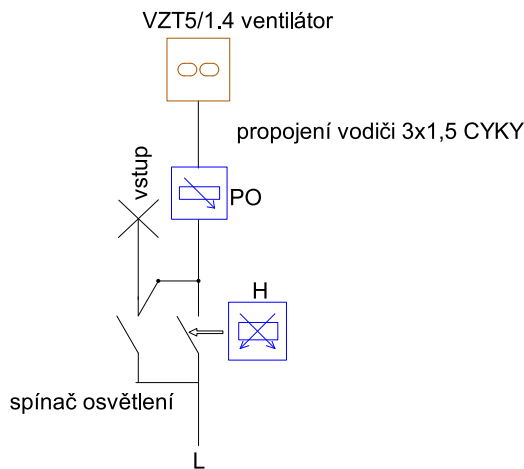 VZT5/1.4 ventilátor
propojení vodiči 3x1,5 CYKY
vstup
PO
H
spínač osvětlení
L